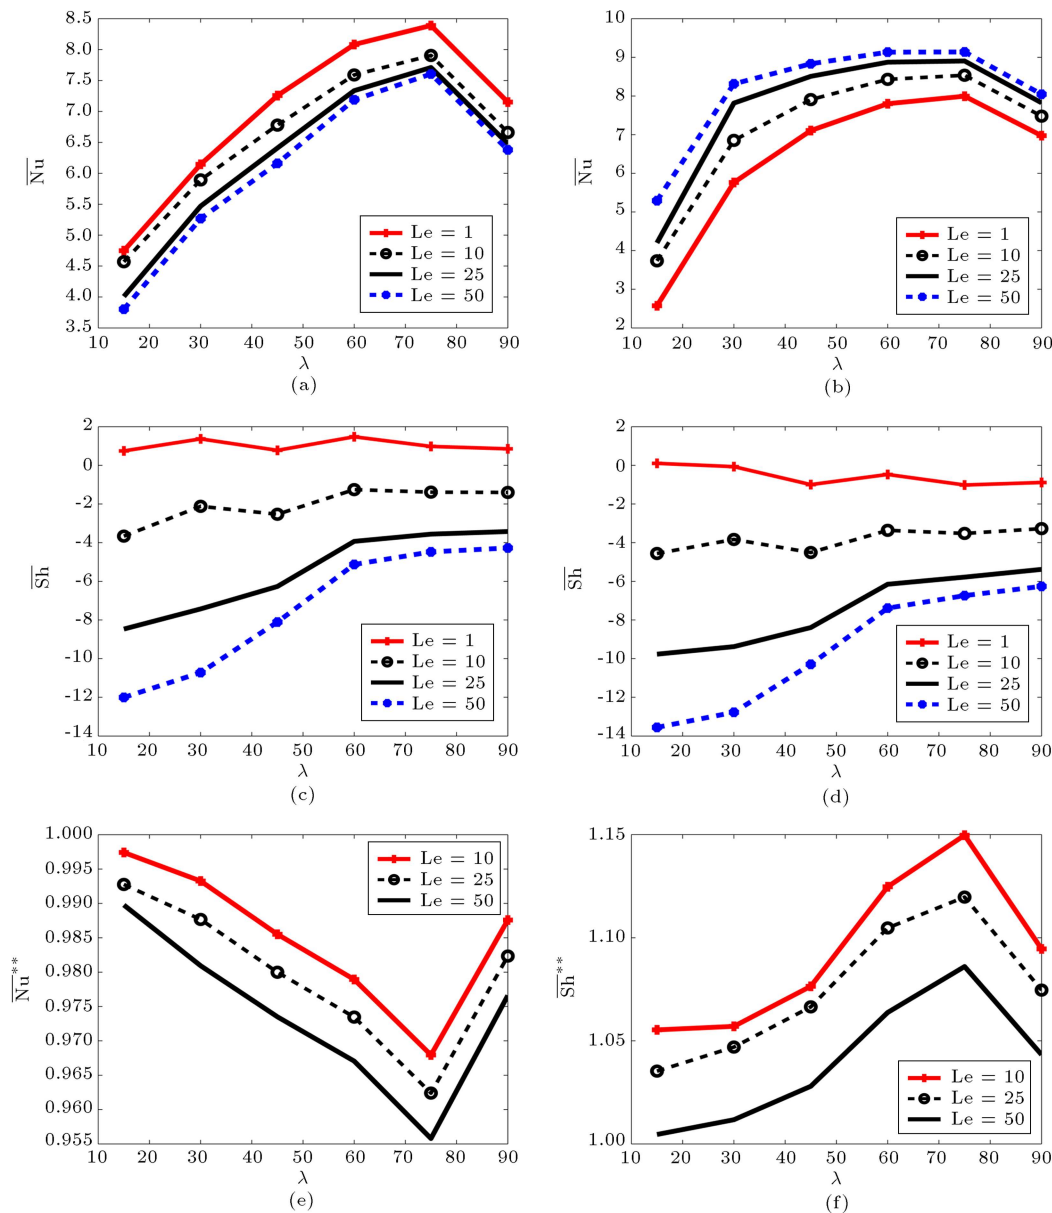 8.5
8.0
7.5
7.0
6.5
6.0
5.5
5.0
4.5
4.0
3.5
Nu
Le = 1
Le = 10
Le = 25
Le = 50
10 20 30 40 50 60 70 80 90
λ
(a)
10
9
8
7
6
5
4
3
2
Nu
Le = 1
Le = 10
Le = 25
Le = 50
10 20 30 40 50 60 70 80 90
λ
(b)
2
0
-2
-4
-6
-8
-10
-12
-14
Sh
Le = 1
Le = 10
Le = 25
Le = 50
10 20 30 40 50 60 70 80 90
λ
(c)
2
0
-2
-4
-6
-8
-10
-12
-14
Sh
Le = 1
Le = 10
Le = 25
Le = 50
10 20 30 40 50 60 70 80 90
λ
(d)
1.000
0.995
0.990
0.985
0.980
0.975
0.970
0.965
0.960
0.955
Nu**
Le = 10
Le = 25
Le = 50
10 20 30 40 50 60 70 80 90
λ
(e)
1.15
1.10
1.05
1.00
Sh**
Le = 10
Le = 25
Le = 50
10 20 30 40 50 60 70 80 90
λ
(f)